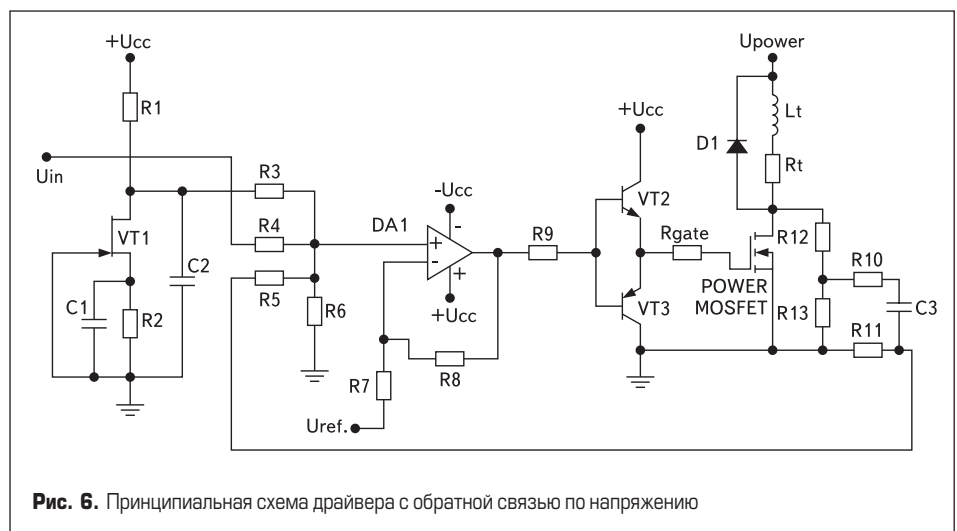 +Ucc
R1
Uin
R3
VT1
C2
R4
R5
C1
R2
R6
DA1
-Ucc
-
+
-
+
+Ucc
R7
R8
Uref.
R9
+Ucc
VT2
VT3
Rgate
Upower
D1
Lt
Rt
POWER
MOSFET
R12
R10
R13
C3
R11
Рис. 6. Принципиальная схема драйвера с обратной связью по напряжению